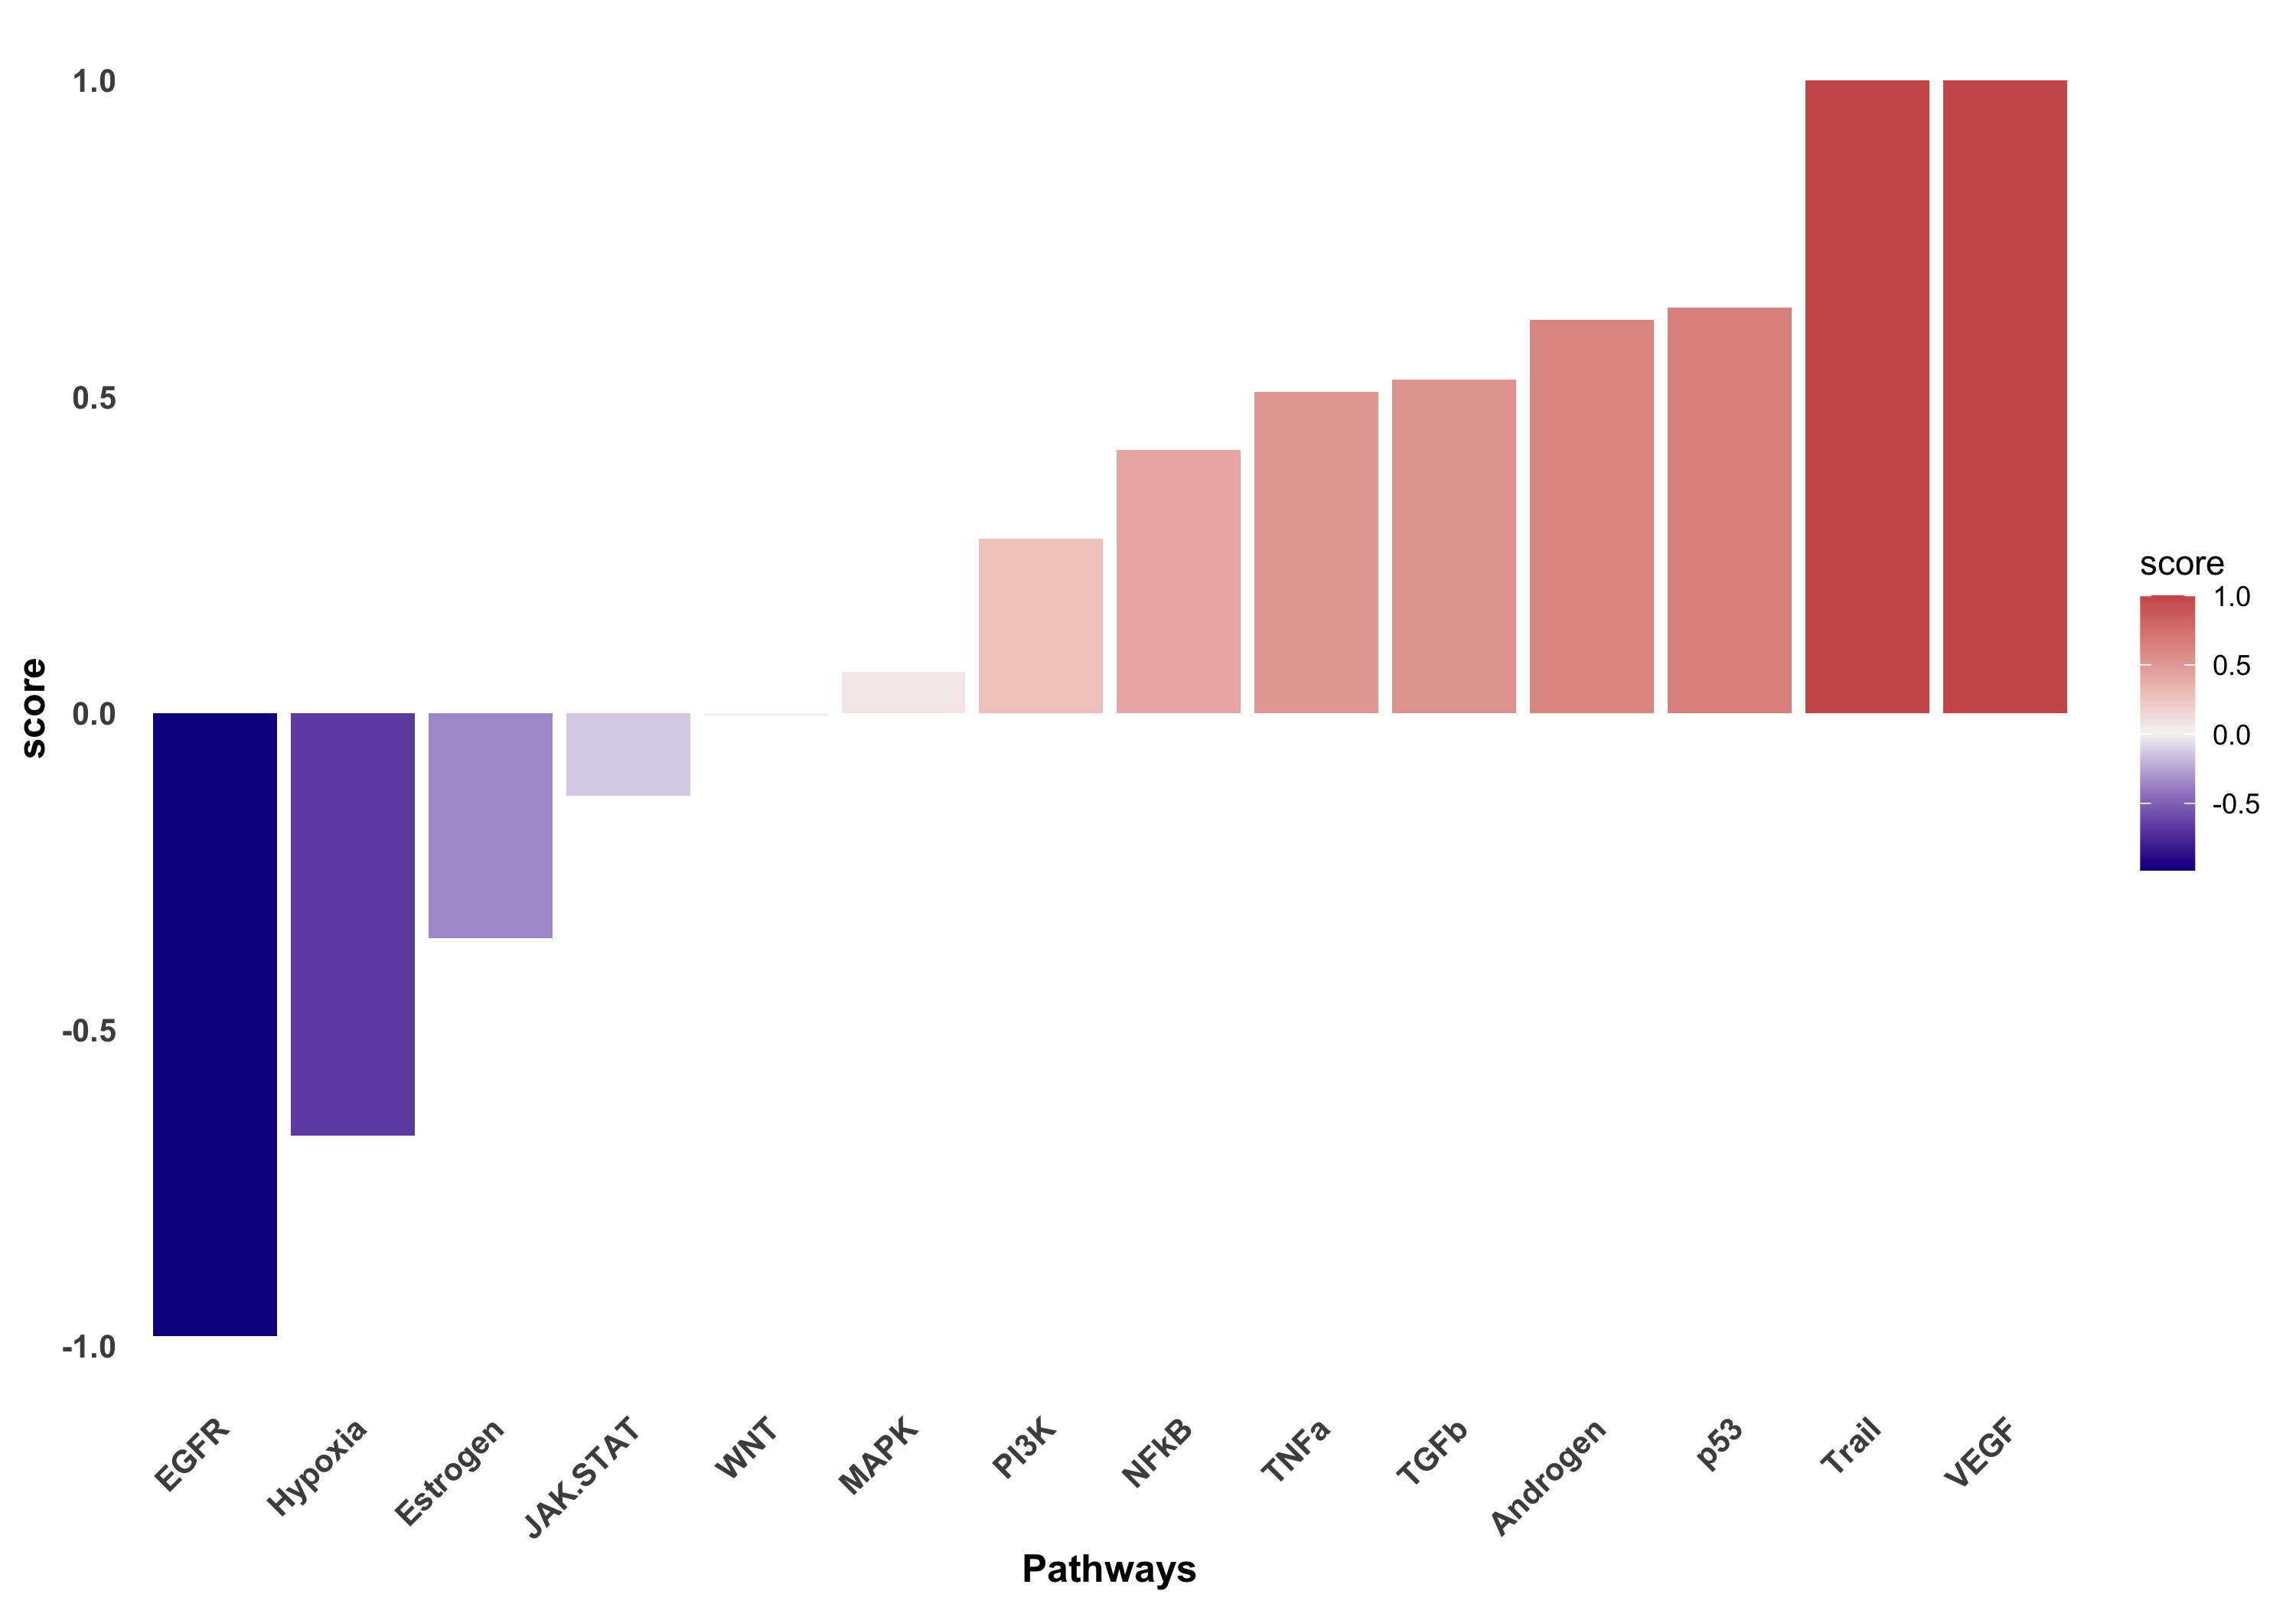 1.0
0.5
0.0
-0.5
-1.0
score
EGFR
Hypoxia
Estrogen
JAK.STAT
WNT
MAPK
PI3K
NFkB
TNFa
TGFb
Androgen
p53
Trail
VEGF
Pathways
score
1.0
0.5
0.0
-0.5